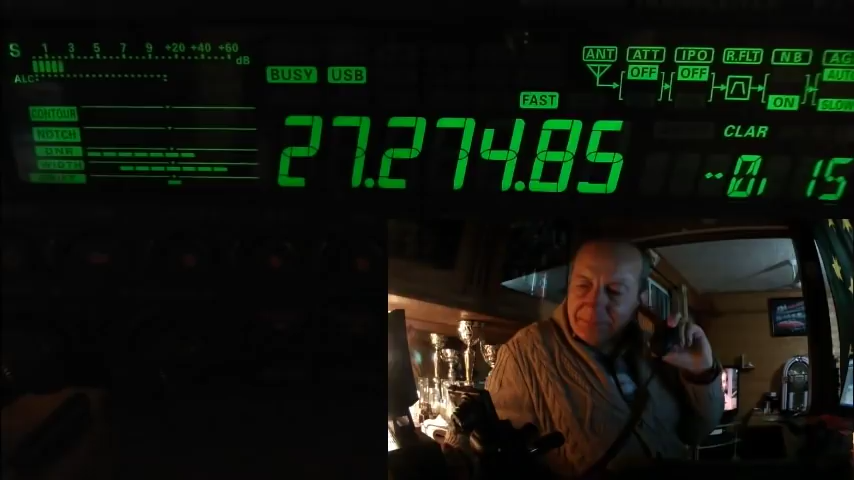 S 1 3 5 7 9 +20 +40 +60 dB
ALC
BUSY USB
ANT ATT IPO R.FLT NB AG
OFF OFF AUTO
ON SLOW
FAST
CONTOUR
NOTCH
DNR
WIDTH
27.274.85
CLAR
-0. 15